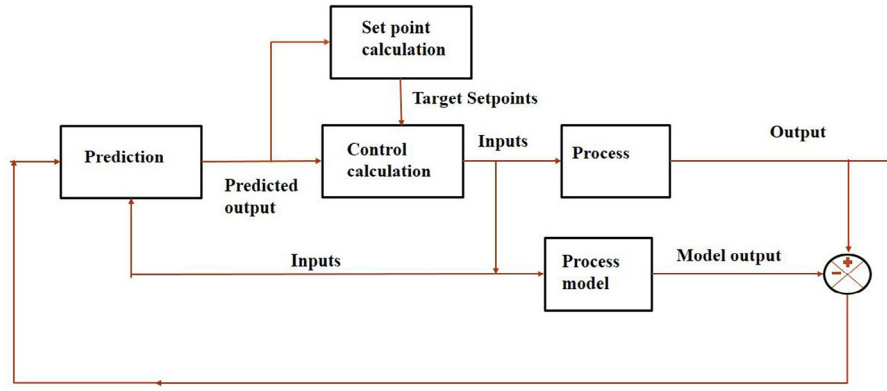 Set point
calculation
Target Setpoints
Prediction
Predicted
output
Control
calculation
Inputs
Process
Output
Inputs
Process
model
Model output
+
-